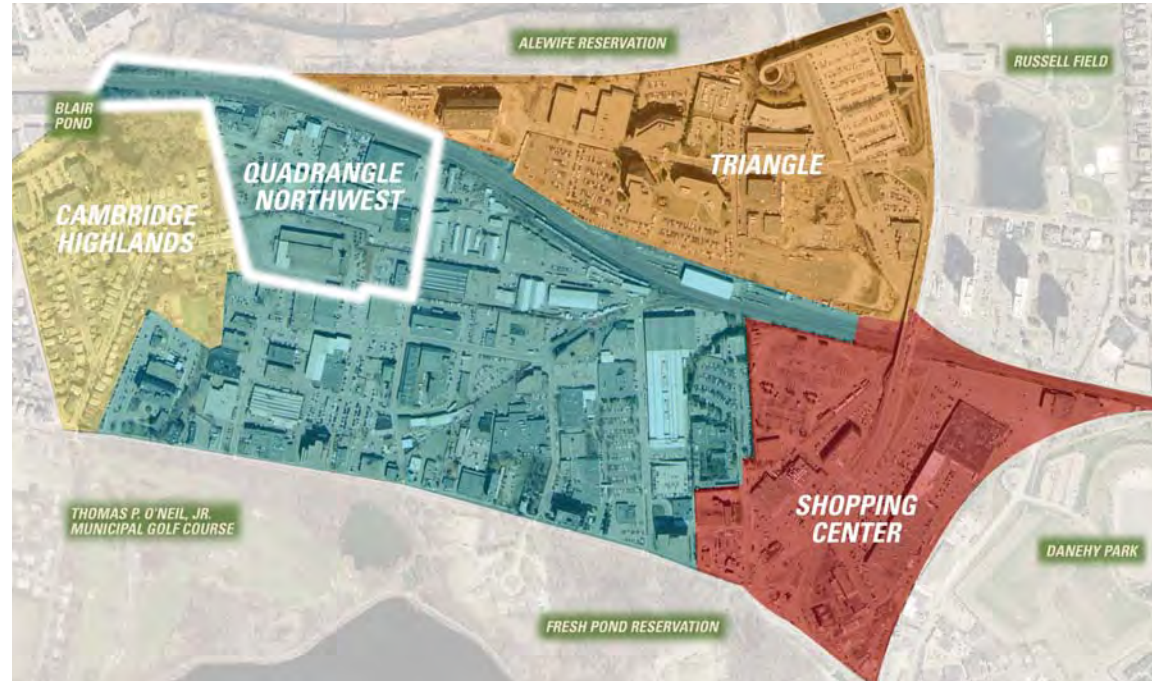 ALEWIFE RESERVATION
RUSSELL FIELD
BLAIR
POND
TRIANGLE
QUADRANGLE
NORTHWEST
CAMBRIDGE
HIGHLANDS
SHOPPING
CENTER
THOMAS P. O'NEIL, JR.
MUNICIPAL GOLF COURSE
DANEHY PARK
FRESH POND RESERVATION